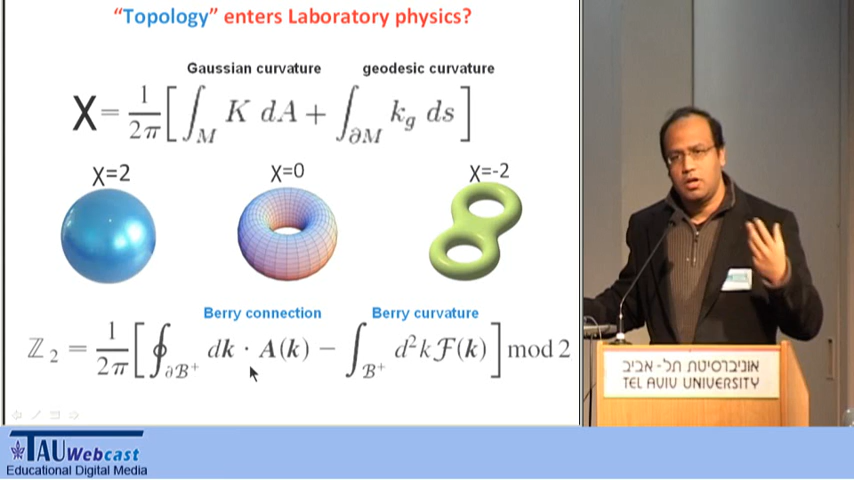 “Topology” enters Laboratory physics?
Gaussian curvature geodesic curvature
X= 1/2π [ ∫_M K dA + ∫_∂M k_g ds ]
X=2 X=0 X=-2
Berry connection Berry curvature
ℤ₂ = 1/2π [ ∮_∂B⁺ dk · A(k) − ∫_B⁺ d²k ℱ(k) ] mod 2
אוניברסיטת תל-אביב
TEL AVIV UNIVERSITY
TAU Webcast
Educational Digital Media